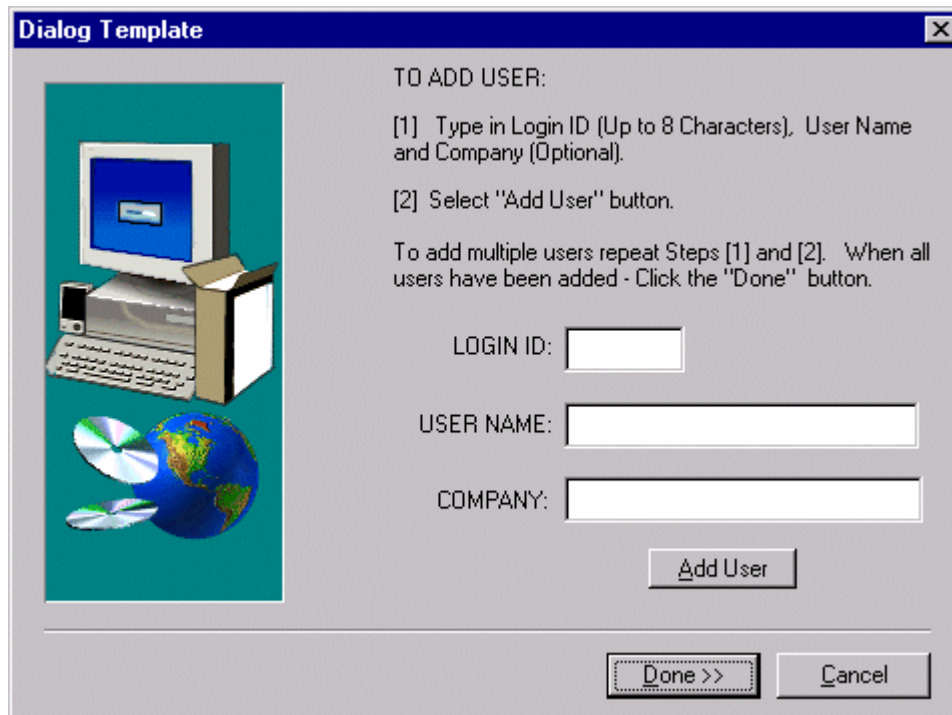 Dialog Template
TO ADD USER:
[1]   Type in Login ID (Up to 8 Characters),  User Name
and Company (Optional).
[2]  Select "Add User" button.
To add multiple users repeat Steps [1] and [2].   When all
users have been added - Click the "Done"  button.
LOGIN ID:
USER NAME:
COMPANY:
Add User
Done >>
Cancel